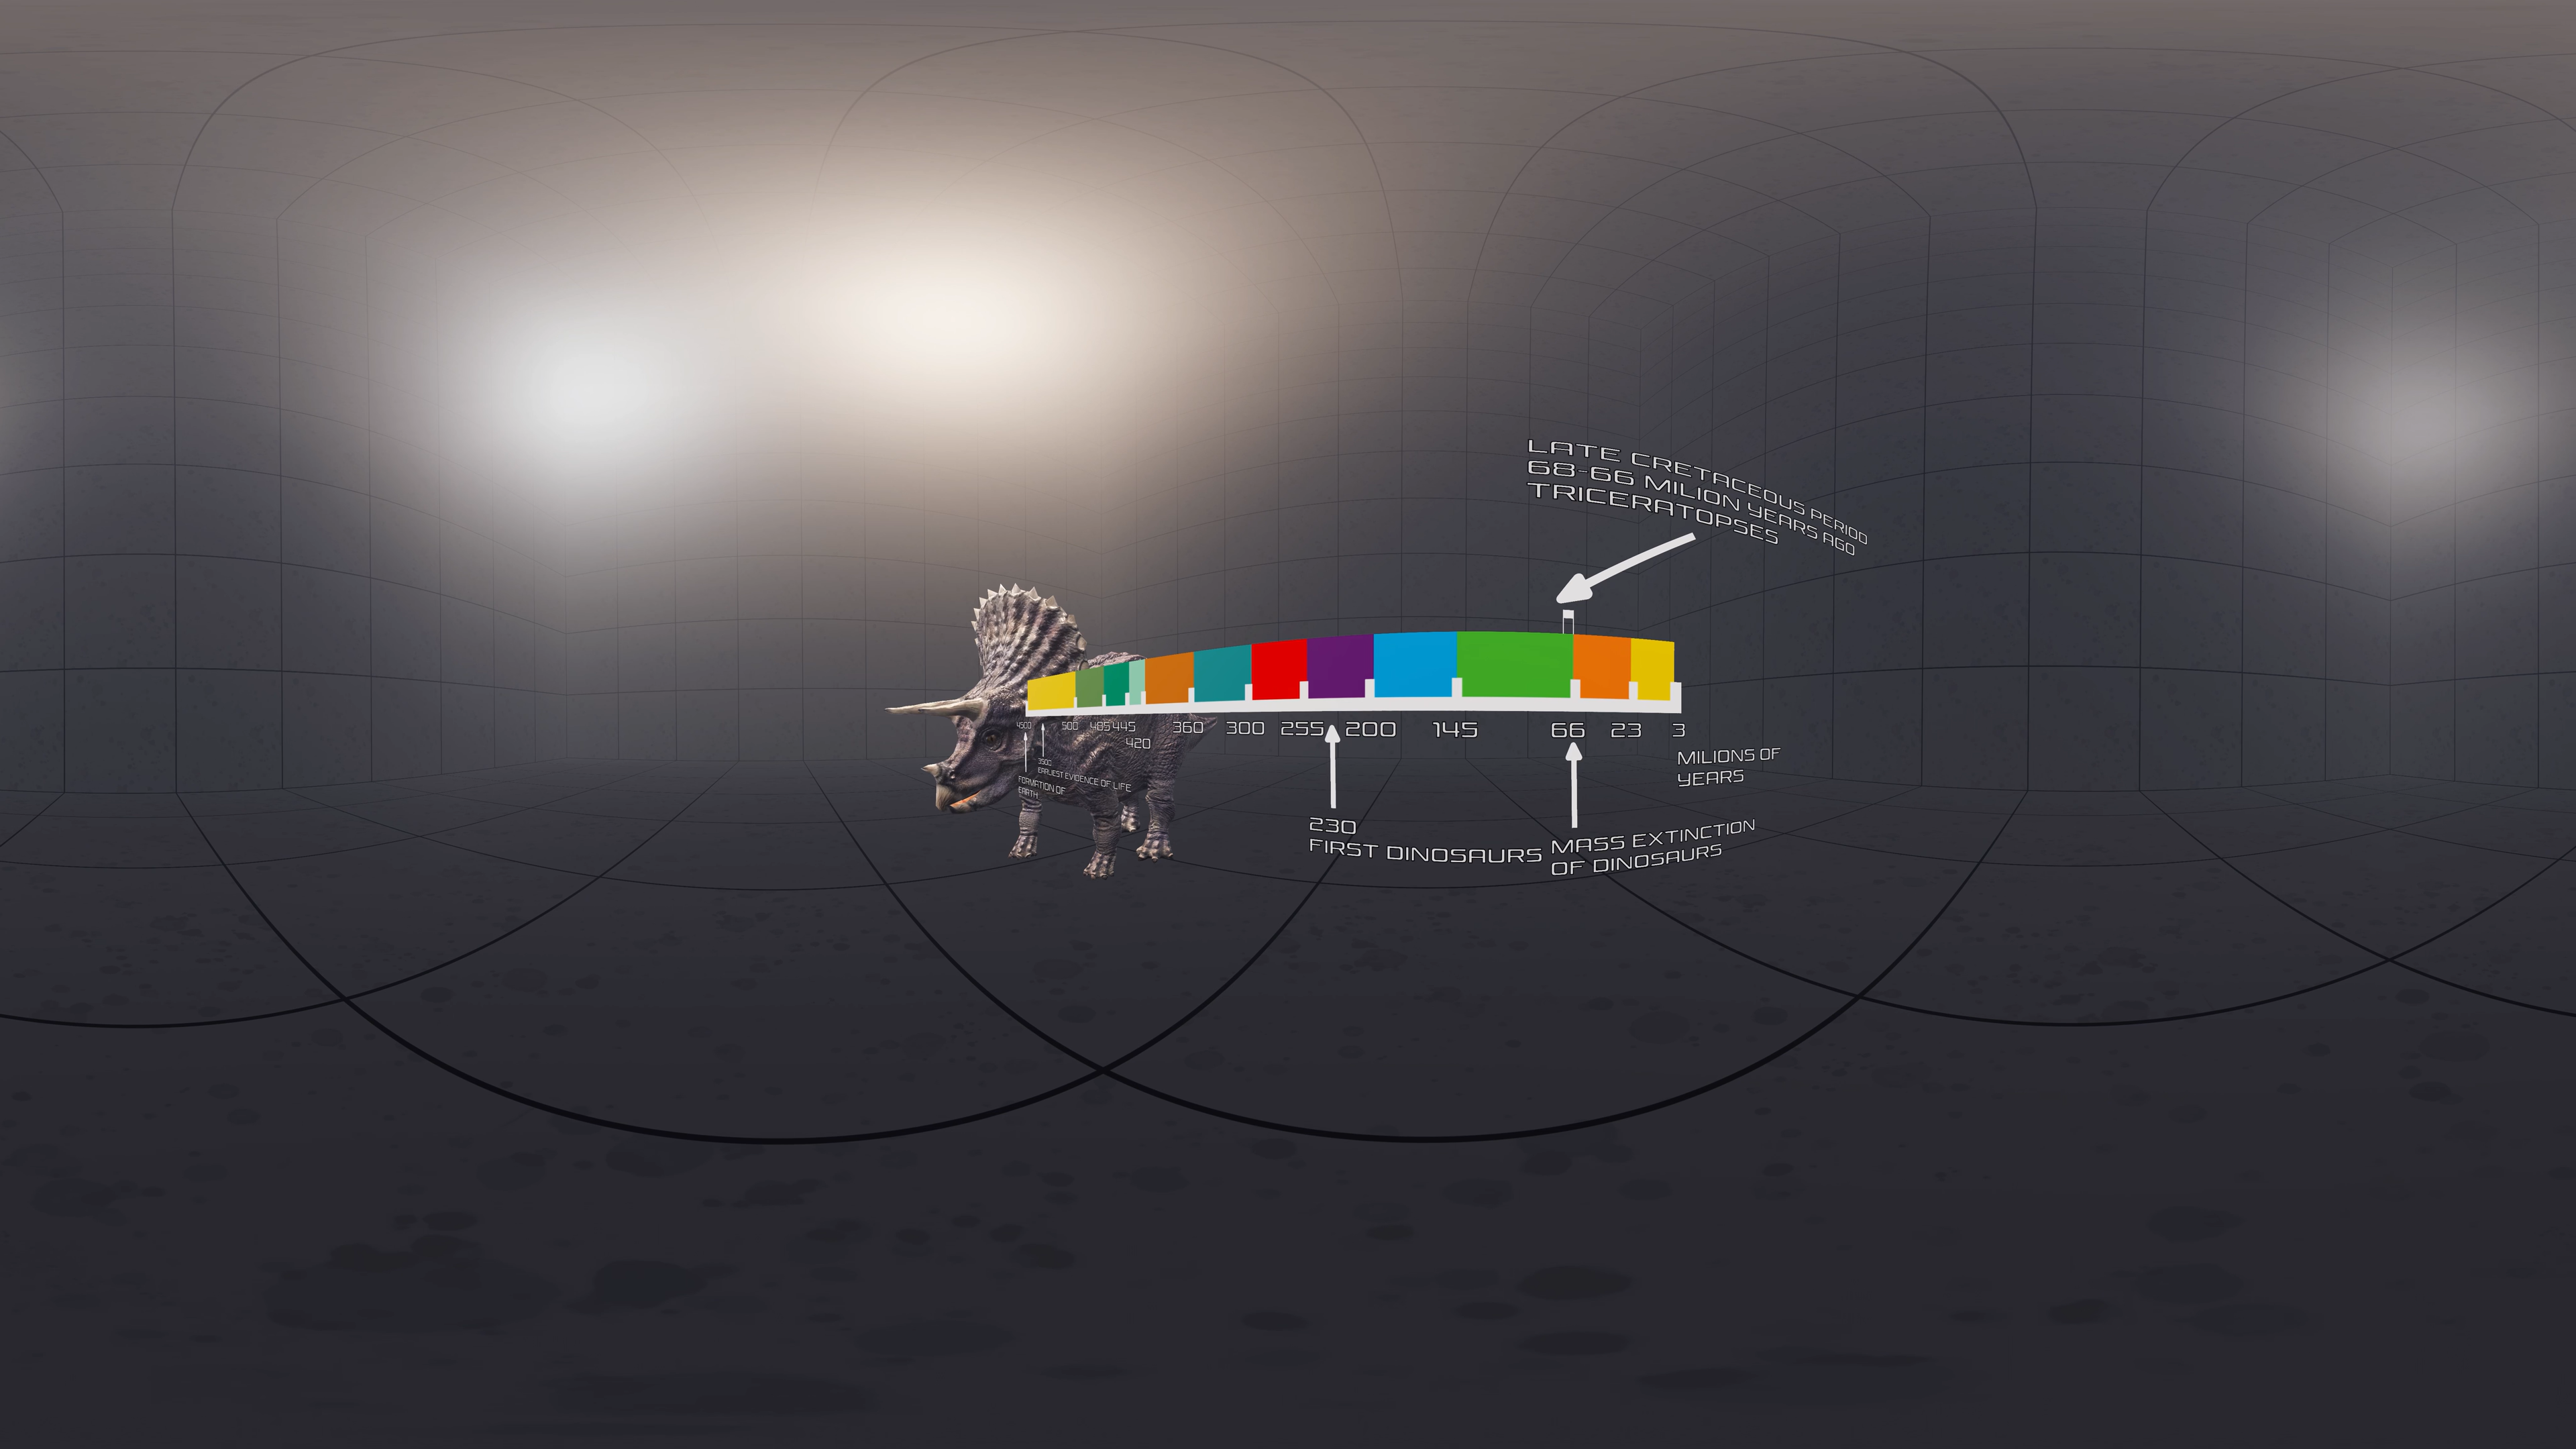 LATE CRETACEOUS PERIOD
68-66 MILION YEARS AGO
TRICERATOPSES
4600 500 485 445 420 360 300 255 200 145 66 23 3
MILIONS OF
YEARS
3500
EARLIEST EVIDENCE OF LIFE
FORMATION OF
EARTH
230
FIRST DINOSAURS
MASS EXTINCTION
OF DINOSAURS